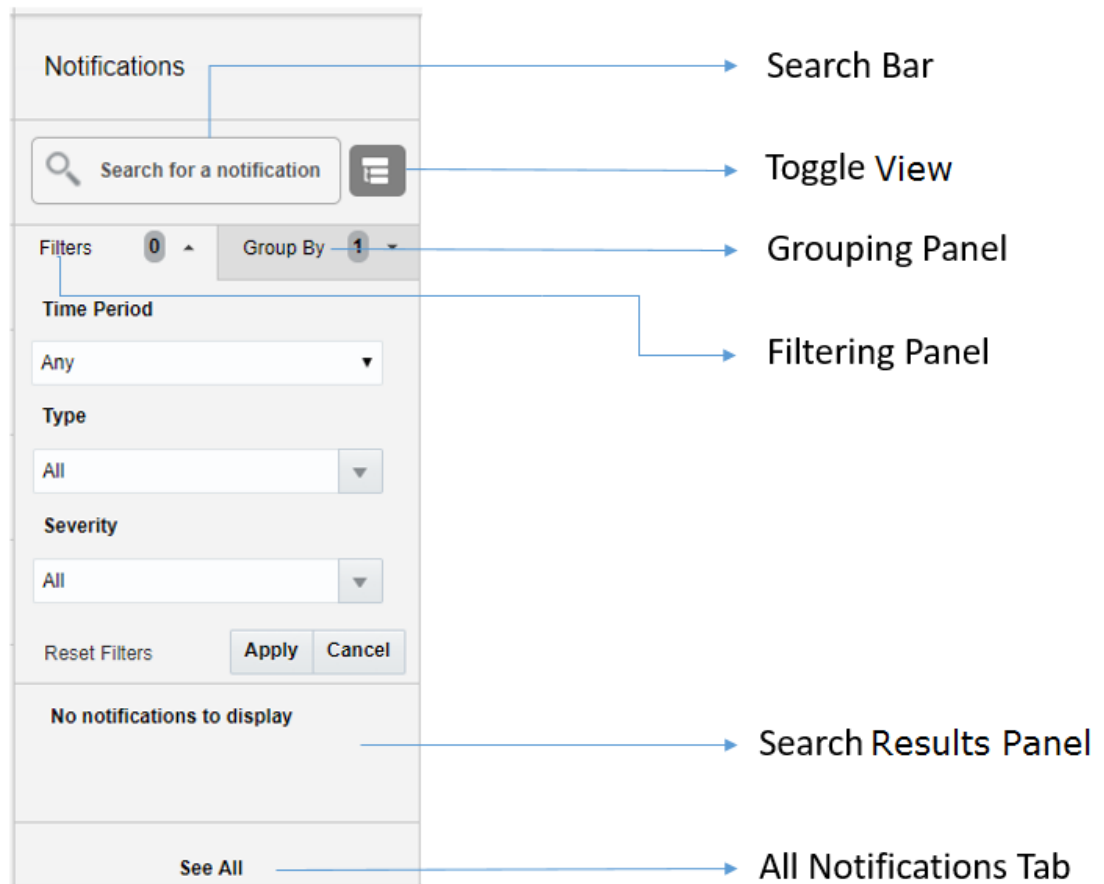 Notifications
Search Bar
Search for a notification
Toggle View
Filters 0 Group By 1
Grouping Panel
Time Period
Filtering Panel
Any
Type
All
Severity
All
Reset Filters Apply Cancel
No notifications to display
Search Results Panel
See All
All Notifications Tab